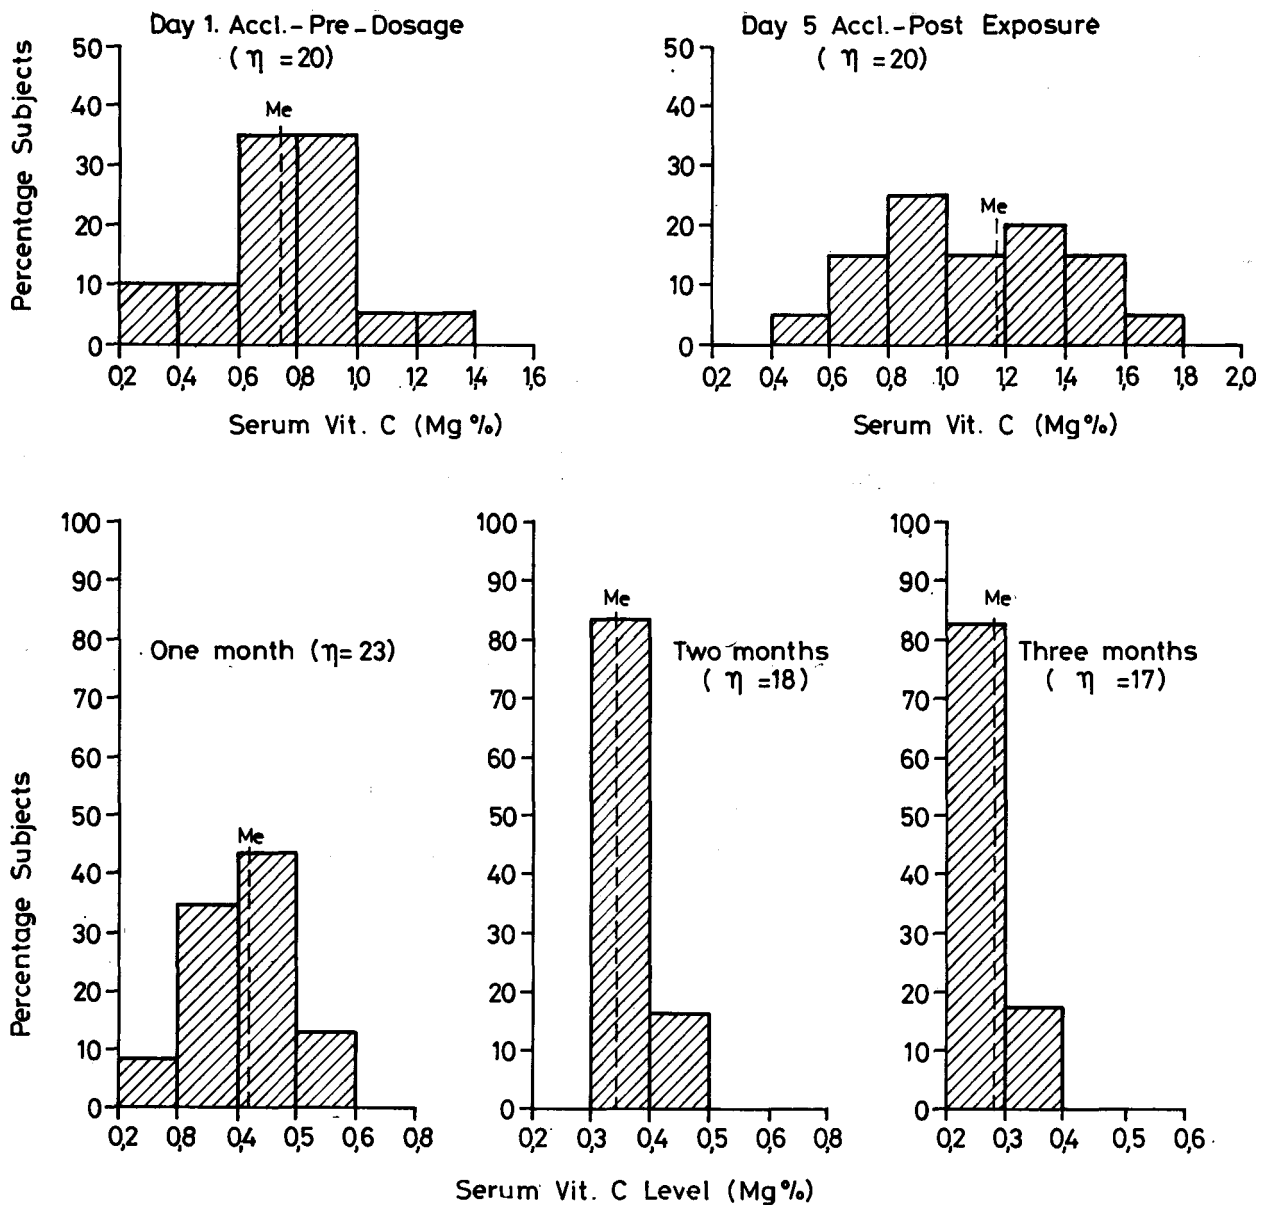 Day 1. Accl.-Pre-Dosage
( η =20)
50
40
30
20
10
0
Me
0,2 0,4 0,6 0,8 1,0 1,2 1,4 1,6
Serum Vit. C (Mg %)
Percentage Subjects
Day 5 Accl.-Post Exposure
( η =20)
50
40
30
20
10
0
Me
0,2 0,4 0,6 0,8 1,0 1,2 1,4 1,6 1,8 2,0
Serum Vit. C (Mg %)
One month (η= 23)
100
90
80
70
60
50
40
30
20
10
0
Me
0,2 0,8 0,4 0,5 0,6 0,8
Percentage Subjects
Two months
( η =18)
100
90
80
70
60
50
40
30
20
10
0
Me
0,2 0,3 0,4 0,5 0,6 0,8
Three months
( η =17)
100
90
80
70
60
50
40
30
20
10
0
Me
0,2 0,3 0,4 0,5 0,6
Serum Vit. C Level (Mg %)